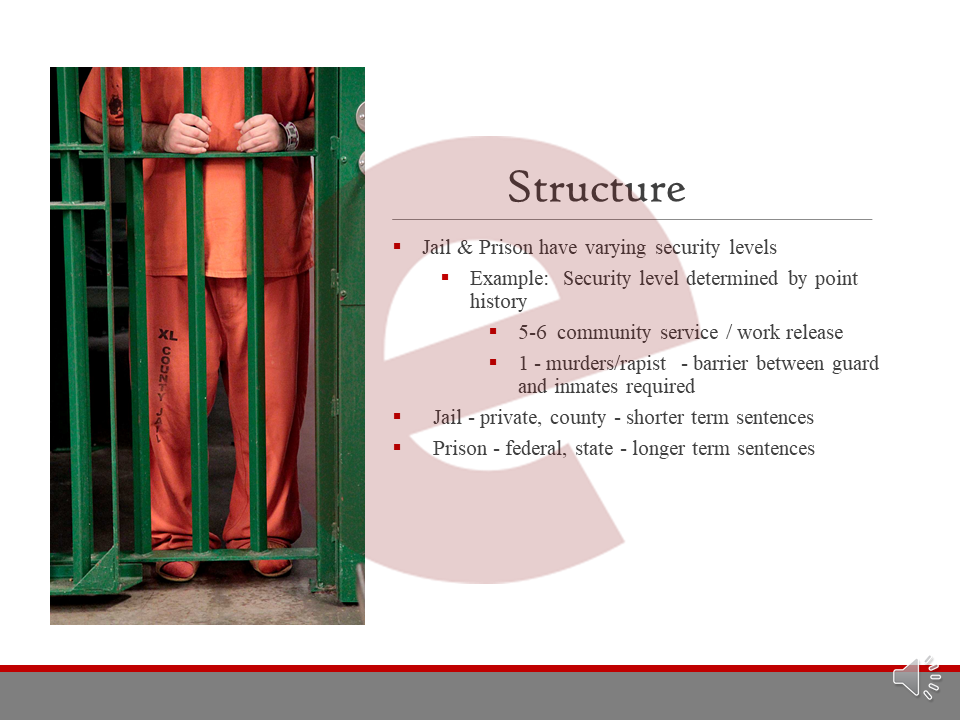 Structure
Jail & Prison have varying security levels
Example: Security level determined by point
history
5-6 community service / work release
1 - murders/rapist - barrier between guard
and inmates required
Jail - private, county - shorter term sentences
Prison - federal, state - longer term sentences
XL
COUNTY JAIL
e